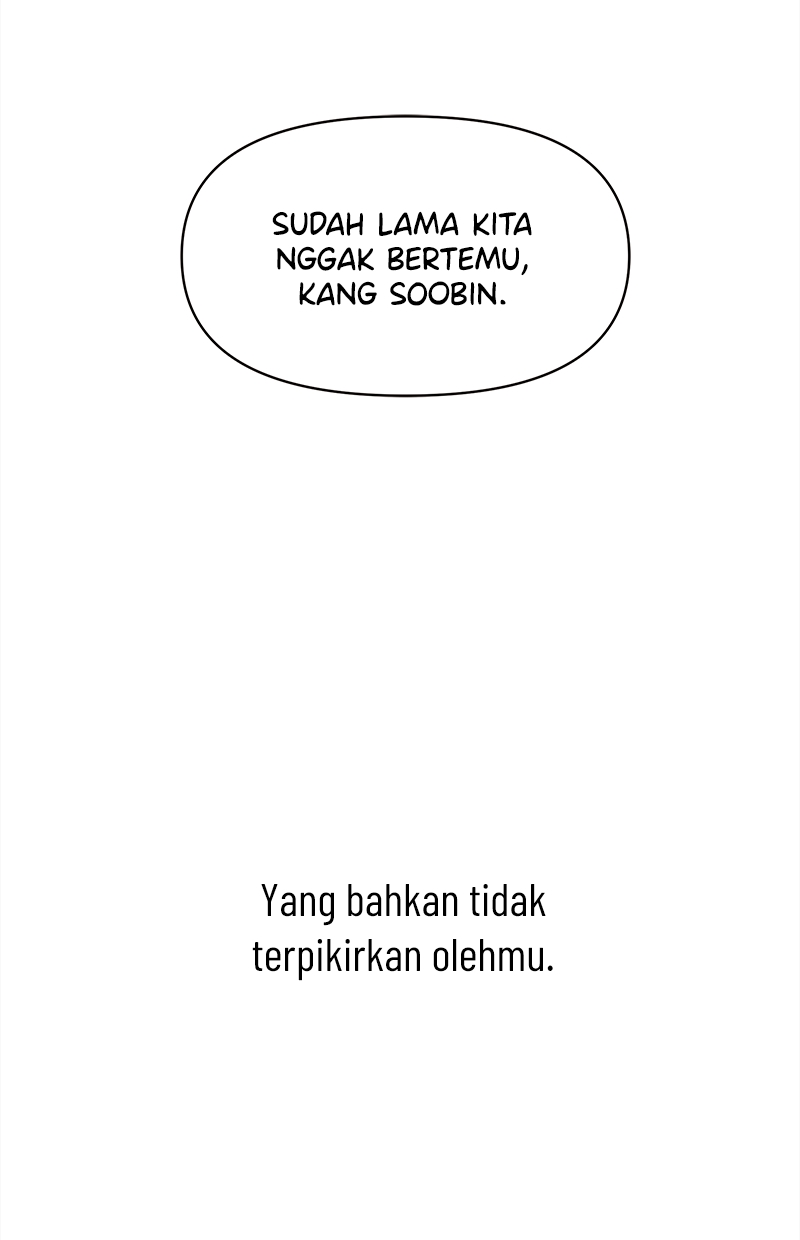 SUDAH LAMA KITA
NGGAK BERTEMU,
KANG SOOBIN.
Yang bahkan tidak
terpikirkan olehmu.